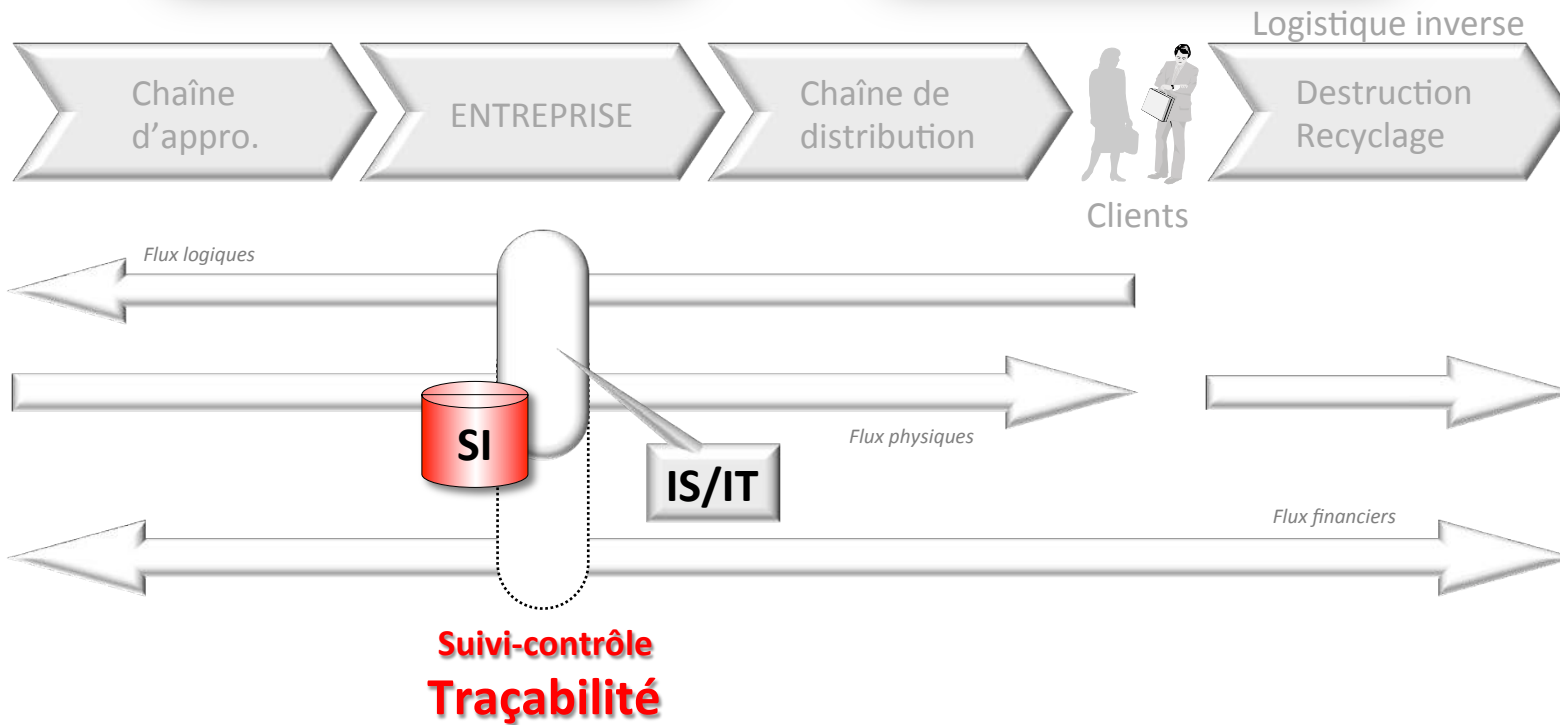 Logistique inverse
Chaîne
d'appro.
ENTREPRISE
Chaîne de
distribution
Destruction
Recyclage
Clients
Flux logiques
SI
Flux physiques
IS/IT
Flux financiers
Suivi-contrôle
Traçabilité